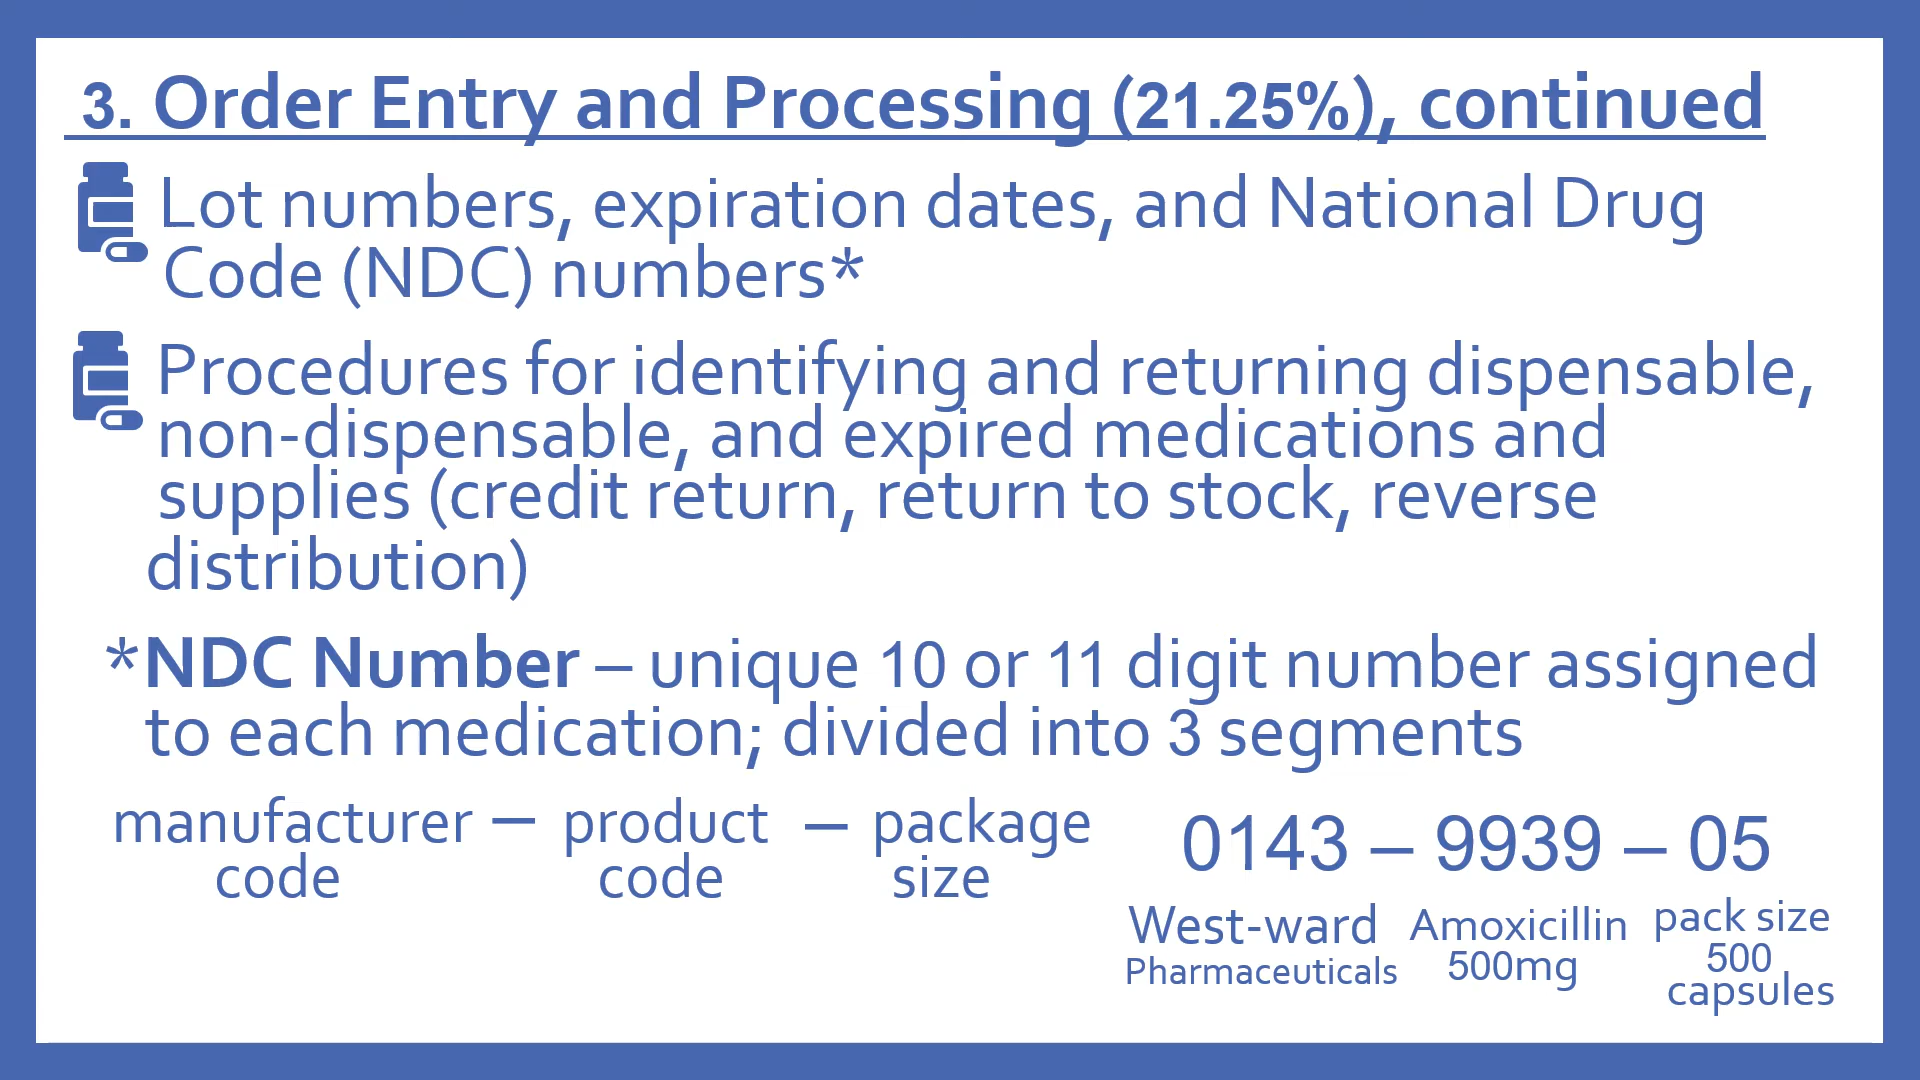 3. Order Entry and Processing (21.25%), continued
Lot numbers, expiration dates, and National Drug
Code (NDC) numbers*
Procedures for identifying and returning dispensable,
non-dispensable, and expired medications and
supplies (credit return, return to stock, reverse
distribution)
*NDC Number – unique 10 or 11 digit number assigned
to each medication; divided into 3 segments
manufacturer – product – package
code code size
0143 – 9939 – 05
West-ward Amoxicillin pack size
Pharmaceuticals 500mg 500
capsules